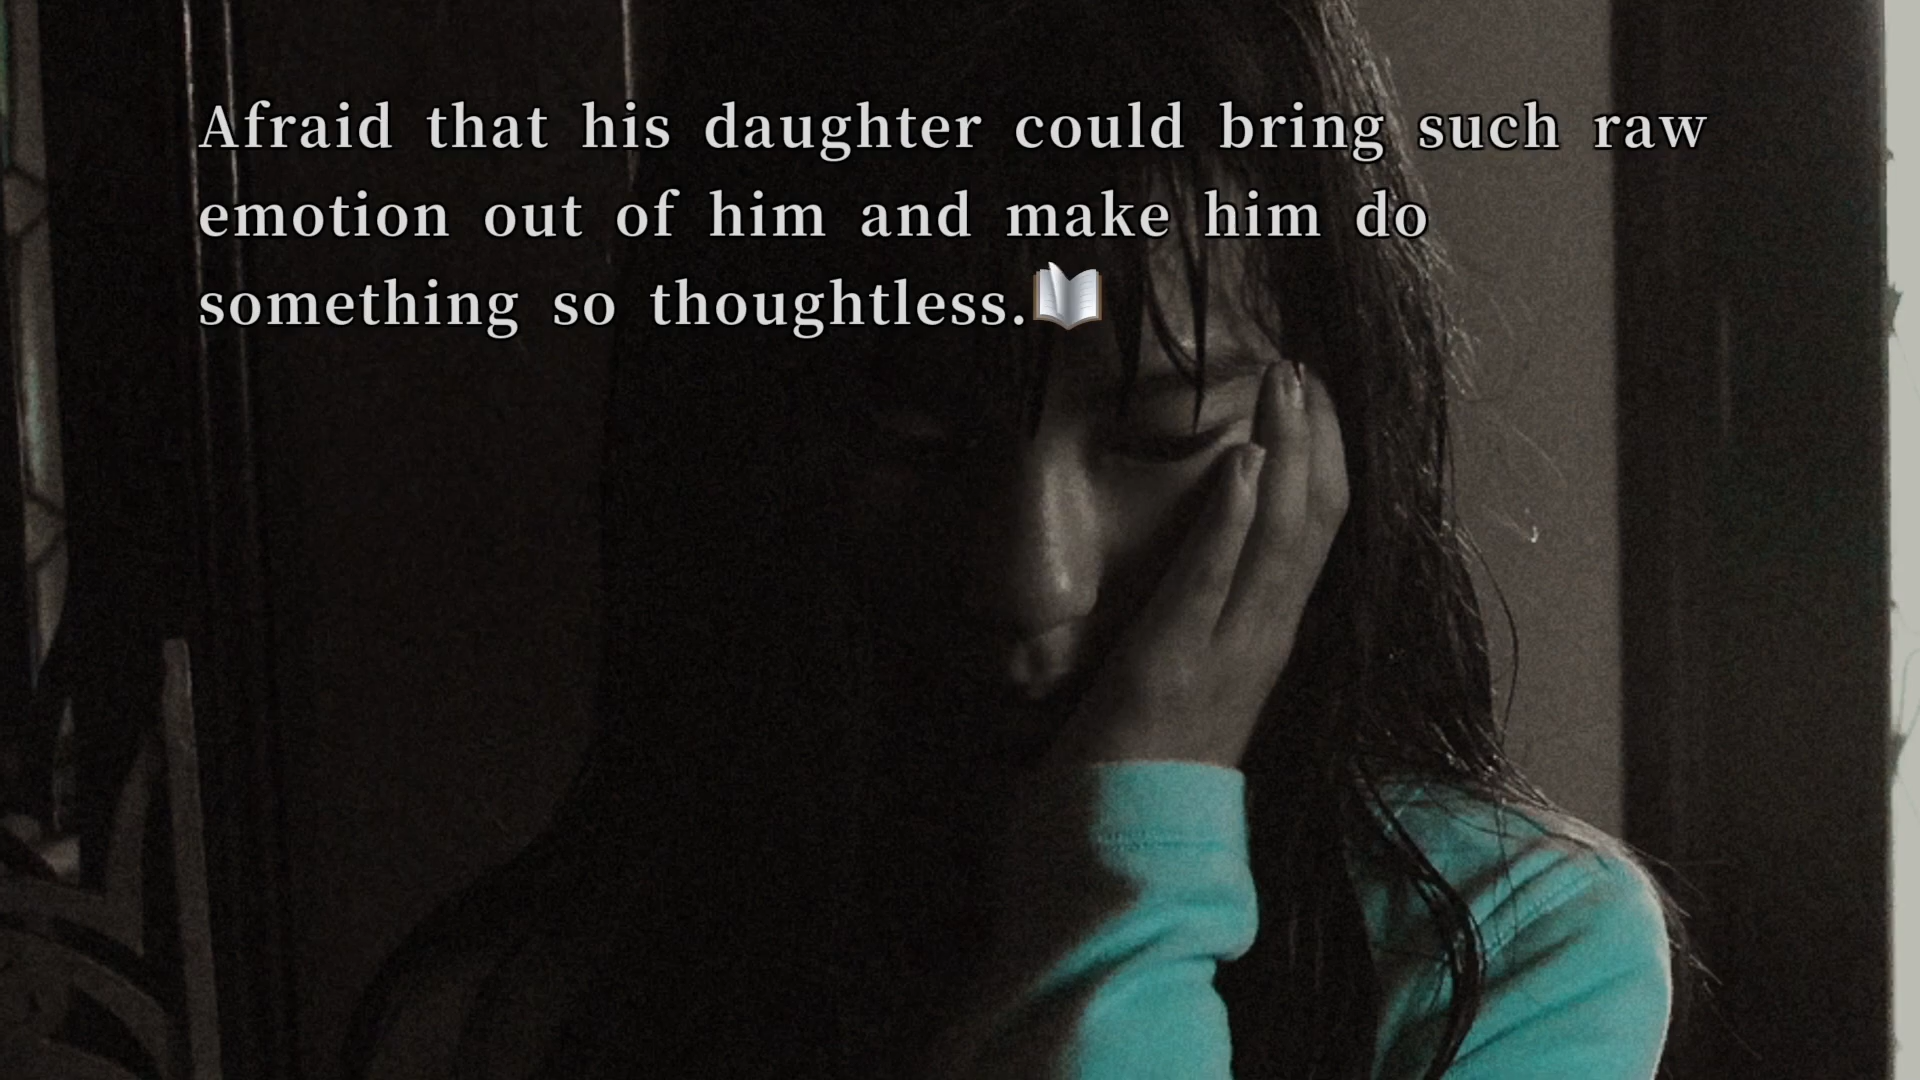 Afraid that his daughter could bring such raw
emotion out of him and make him do
something so thoughtless.